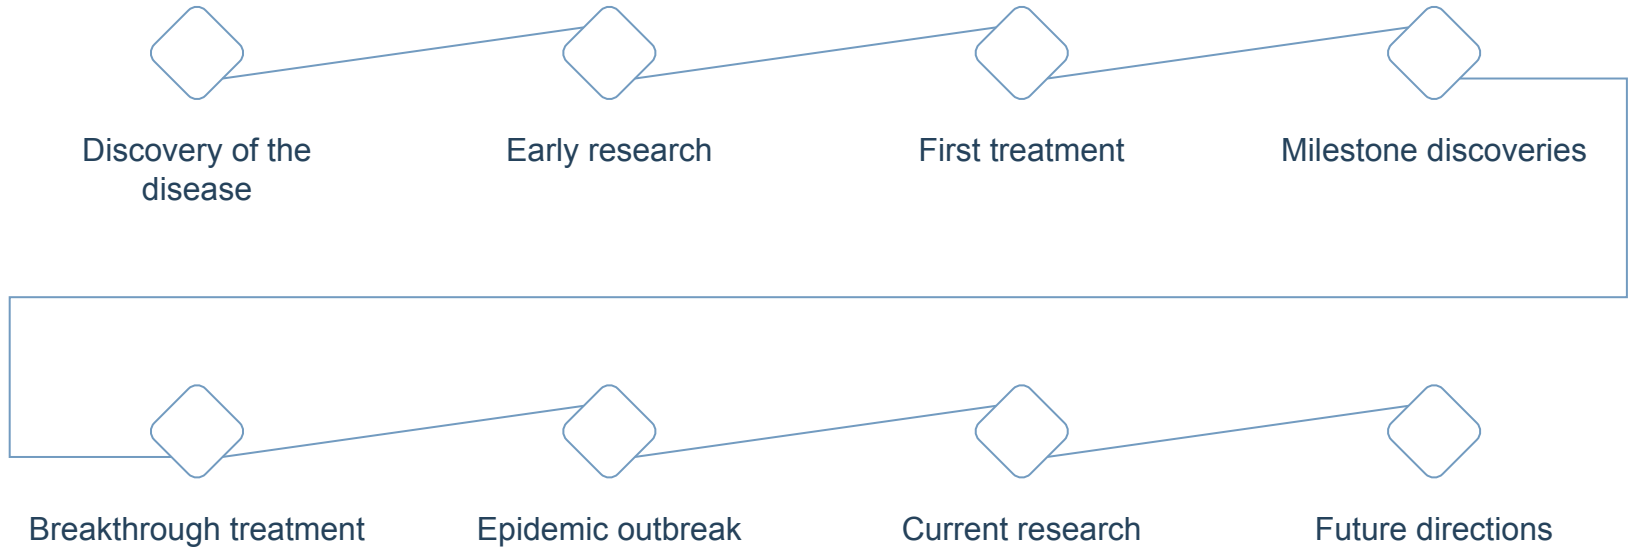 Discovery of the
disease
Early research
First treatment
Milestone discoveries
Breakthrough treatment
Epidemic outbreak
Current research
Future directions